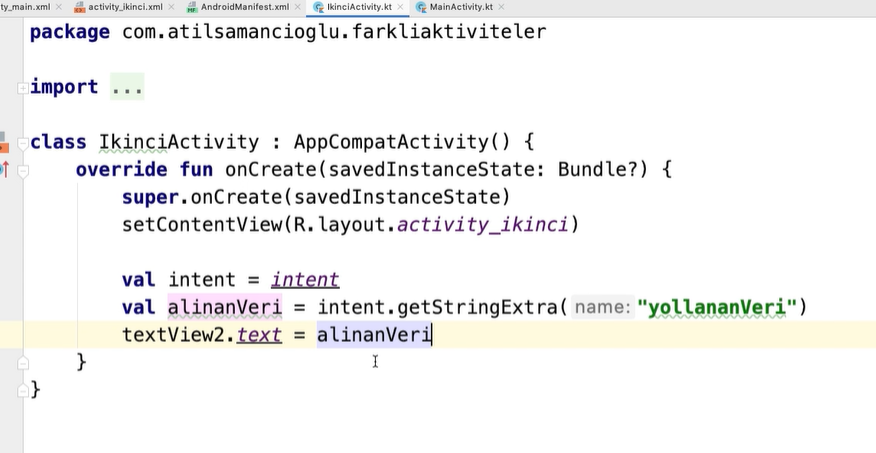 ty_main.xml activity_ikinci.xml AndroidManifest.xml IkinciActivity.kt MainActivity.kt
package com.atilsamancioglu.farkliaktiviteler
import ...
class IkinciActivity : AppCompatActivity() {
override fun onCreate(savedInstanceState: Bundle?) {
super.onCreate(savedInstanceState)
setContentView(R.layout.activity_ikinci)
val intent = intent
val alinanVeri = intent.getStringExtra( name: "yollananVeri")
textView2.text = alinanVeri
}
}